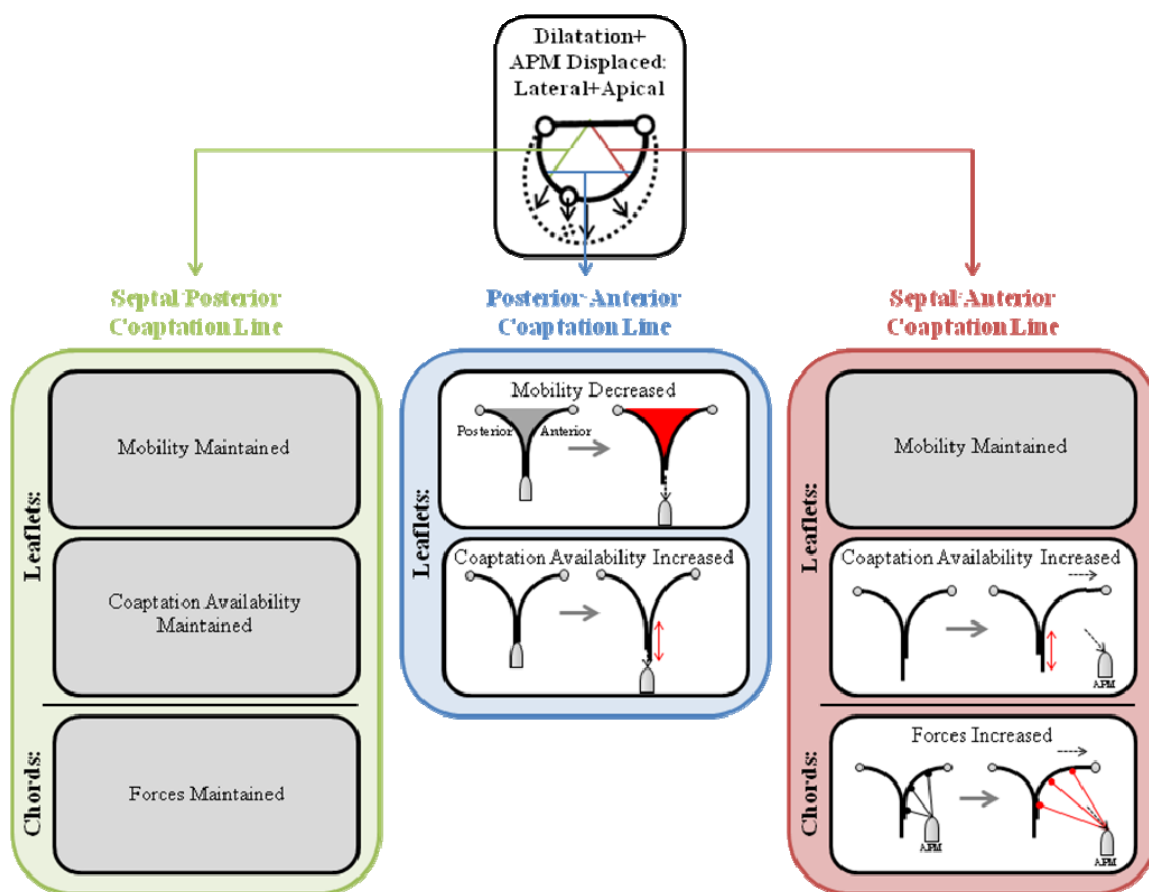 Dilatation+
APM Displaced:
Lateral+Apical
Septal-Posterior
Coaptation Line
Leaflets:
Mobility Maintained
Coaptation Availability
Maintained
Chords:
Forces Maintained
Posterior-Anterior
Coaptation Line
Leaflets:
Mobility Decreased
Posterior Anterior
Coaptation Availability Increased
Septal-Anterior
Coaptation Line
Leaflets:
Mobility Maintained
Coaptation Availability Increased
APM
Chords:
Forces Increased
APM
APM